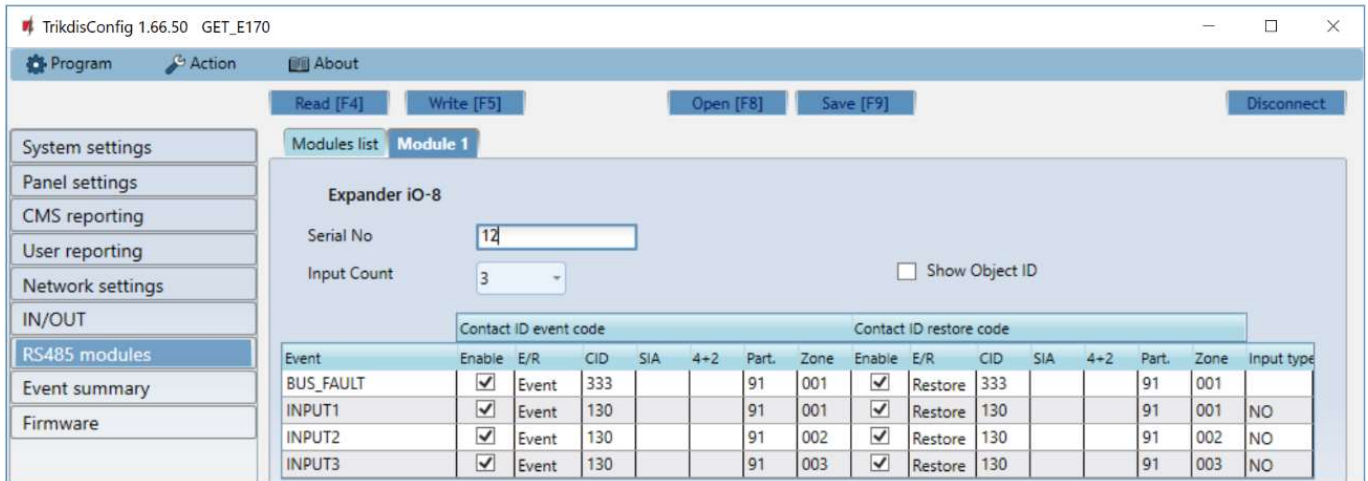 TrikdisConfig 1.66.50 GET_E170
Program Action About
Read [F4] Write [F5] Open [F8] Save [F9] Disconnect
System settings
Panel settings
CMS reporting
User reporting
Network settings
IN/OUT
RS485 modules
Event summary
Firmware
Modules list Module 1
Expander iO-8
Serial No 12
Input Count 3 Show Object ID
Contact ID event code Contact ID restore code
Event Enable E/R CID SIA 4+2 Part. Zone Enable E/R CID SIA 4+2 Part. Zone Input type
BUS_FAULT Event 333 91 001 Restore 333 91 001
INPUT1 Event 130 91 001 Restore 130 91 001 NO
INPUT2 Event 130 91 002 Restore 130 91 002 NO
INPUT3 Event 130 91 003 Restore 130 91 003 NO